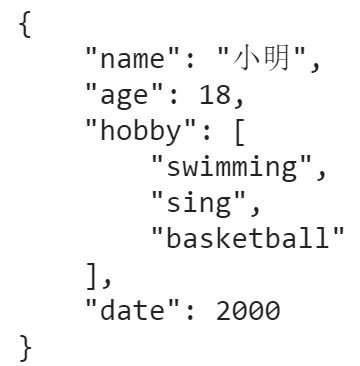 {
    "name": "小明",
    "age": 18,
    "hobby": [
        "swimming",
        "sing",
        "basketball"
    ],
    "date": 2000
}